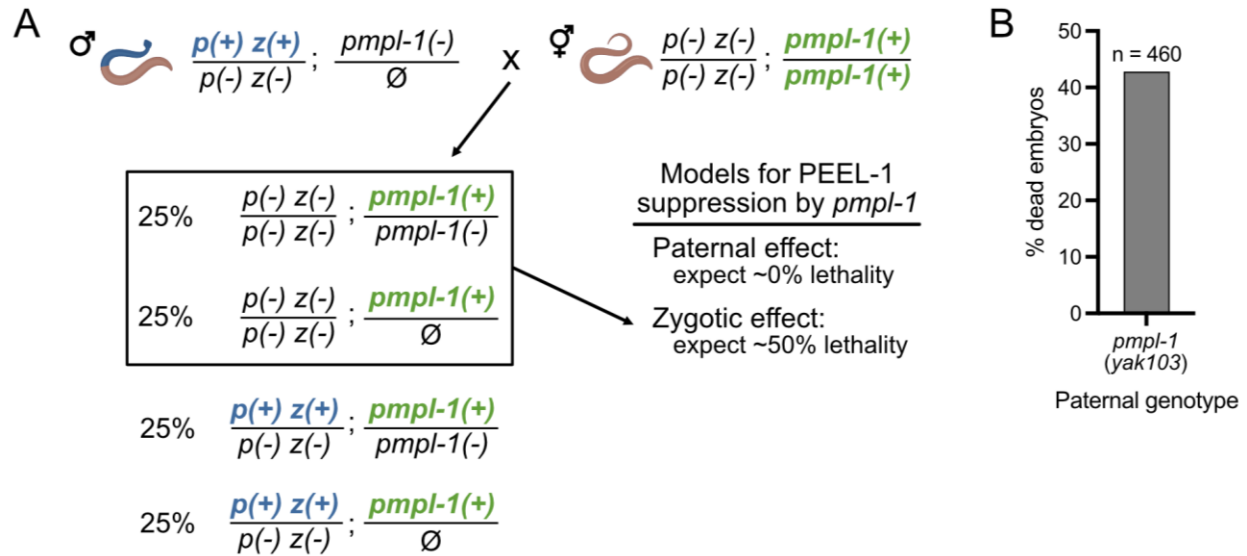 A
♂ p(+) z(+) ; pmpl-1(-) x ⚥ p(-) z(-) ; pmpl-1(+)
p(-) z(-) Ø p(-) z(-) pmpl-1(+)
25% p(-) z(-) ; pmpl-1(+)
p(-) z(-) pmpl-1(-)
25% p(-) z(-) ; pmpl-1(+)
p(-) z(-) Ø
25% p(+) z(+) ; pmpl-1(+)
p(-) z(-) pmpl-1(-)
25% p(+) z(+) ; pmpl-1(+)
p(-) z(-) Ø
Models for PEEL-1
suppression by pmpl-1
Paternal effect:
expect ~0% lethality
Zygotic effect:
expect ~50% lethality
B
% dead embryos
50
40
30
20
10
0
n = 460
pmpl-1
(yak103)
Paternal genotype